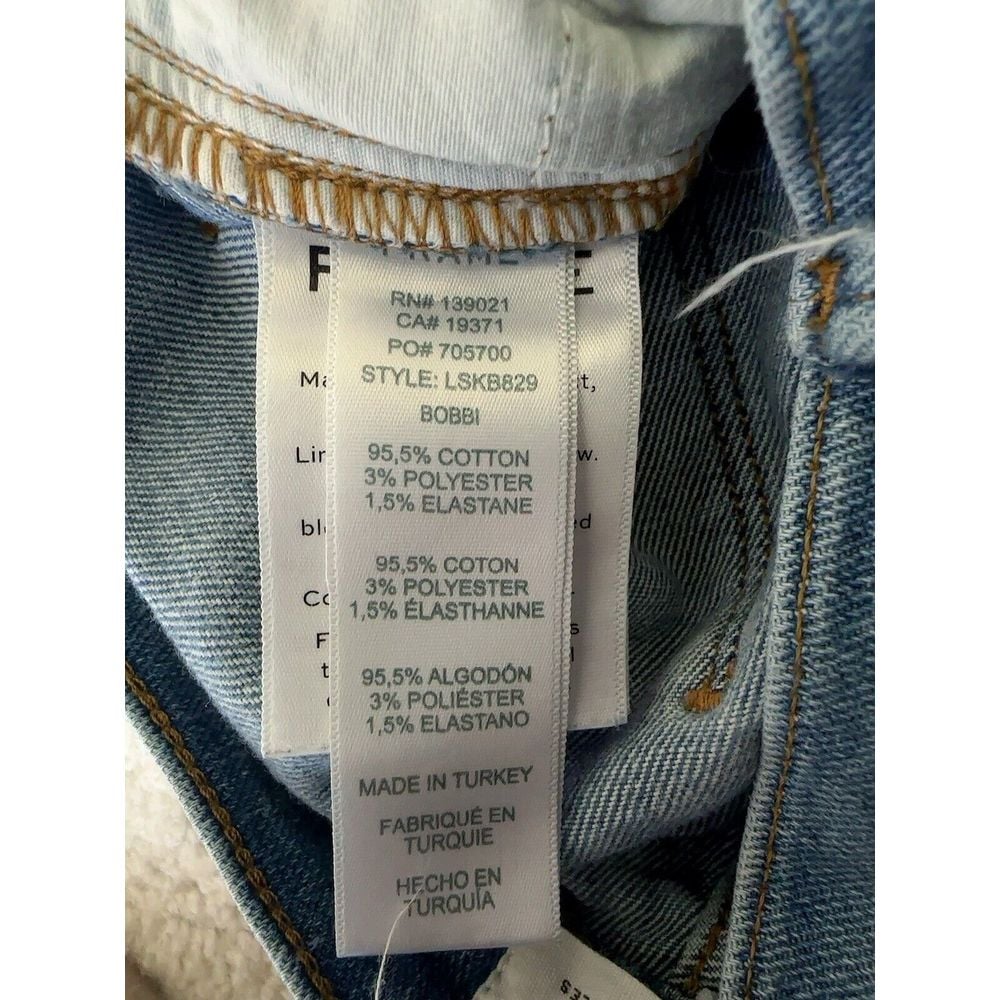 FRAME
RN# 139021
CA# 19371
PO# 705700
STYLE: LSKB829
BOBBI
95,5% COTTON
3% POLYESTER
1,5% ELASTANE
95,5% COTON
3% POLYESTER
1,5% ÉLASTHANNE
95,5% ALGODÓN
3% POLIÉSTER
1,5% ELASTANO
MADE IN TURKEY
FABRIQUÉ EN
TURQUIE
HECHO EN
TURQUÍA